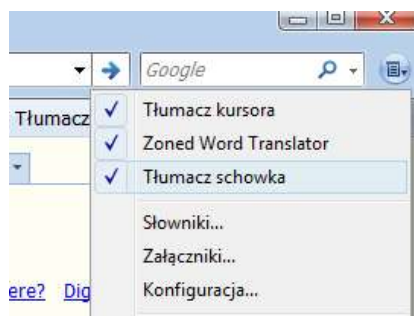 Google
Tłumacz
Tłumacz kursora
Zoned Word Translator
Tłumacz schowka
Słowniki...
Załączniki...
Konfiguracja...
ere? Dig